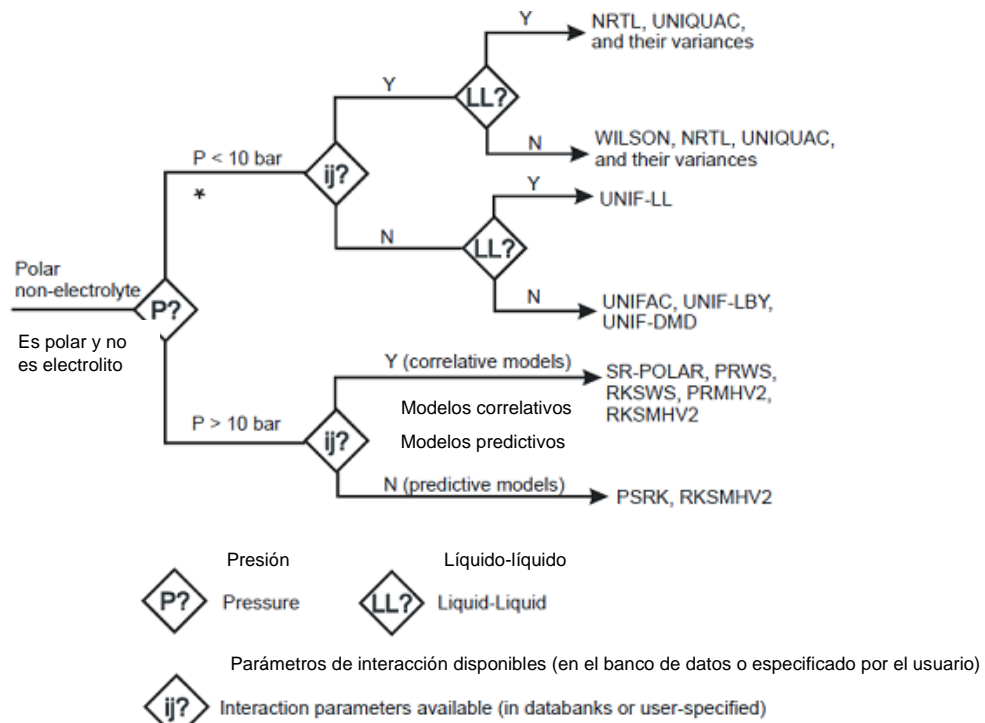 Y
NRTL, UNIQUAC,
and their variances
Y
LL?
N
WILSON, NRTL, UNIQUAC,
and their variances
P < 10 bar
*
ij?
Y
UNIF-LL
N
LL?
Polar
non-electrolyte
P?
N
UNIFAC, UNIF-LBY,
UNIF-DMD
Es polar y no
es electrolito
Y (correlative models)
SR-POLAR, PRWS,
RKSWS, PRMHV2,
RKSMHV2
Modelos correlativos
P > 10 bar
ij?
Modelos predictivos
N (predictive models)
PSRK, RKSMHV2
Presión
Líquido-líquido
P?
Pressure
LL?
Liquid-Liquid
Parámetros de interacción disponibles (en el banco de datos o especificado por el usuario)
ij?
Interaction parameters available (in databanks or user-specified)